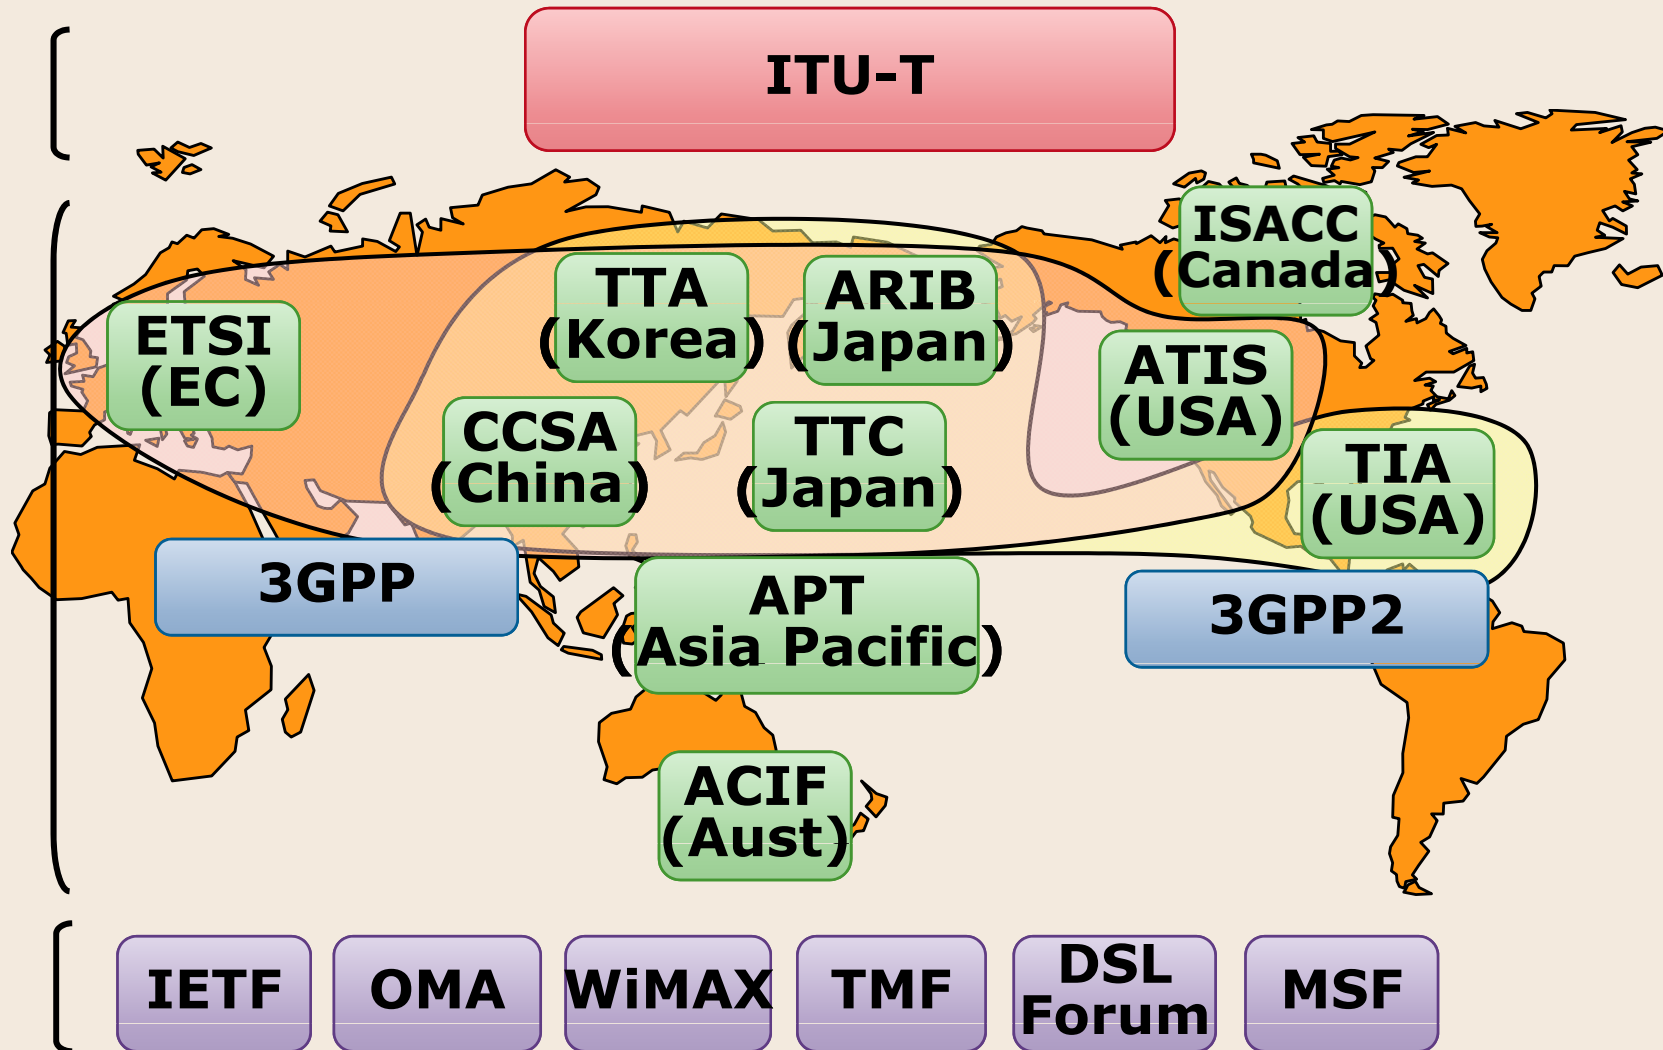 ITU-T
ISACC
(Canada)
TTA
(Korea)
ARIB
(Japan)
ETSI
(EC)
ATIS
(USA)
CCSA
(China)
TTC
(Japan)
TIA
(USA)
3GPP
APT
(Asia Pacific)
3GPP2
ACIF
(Aust)
IETF
OMA
WiMAX
TMF
DSL
Forum
MSF